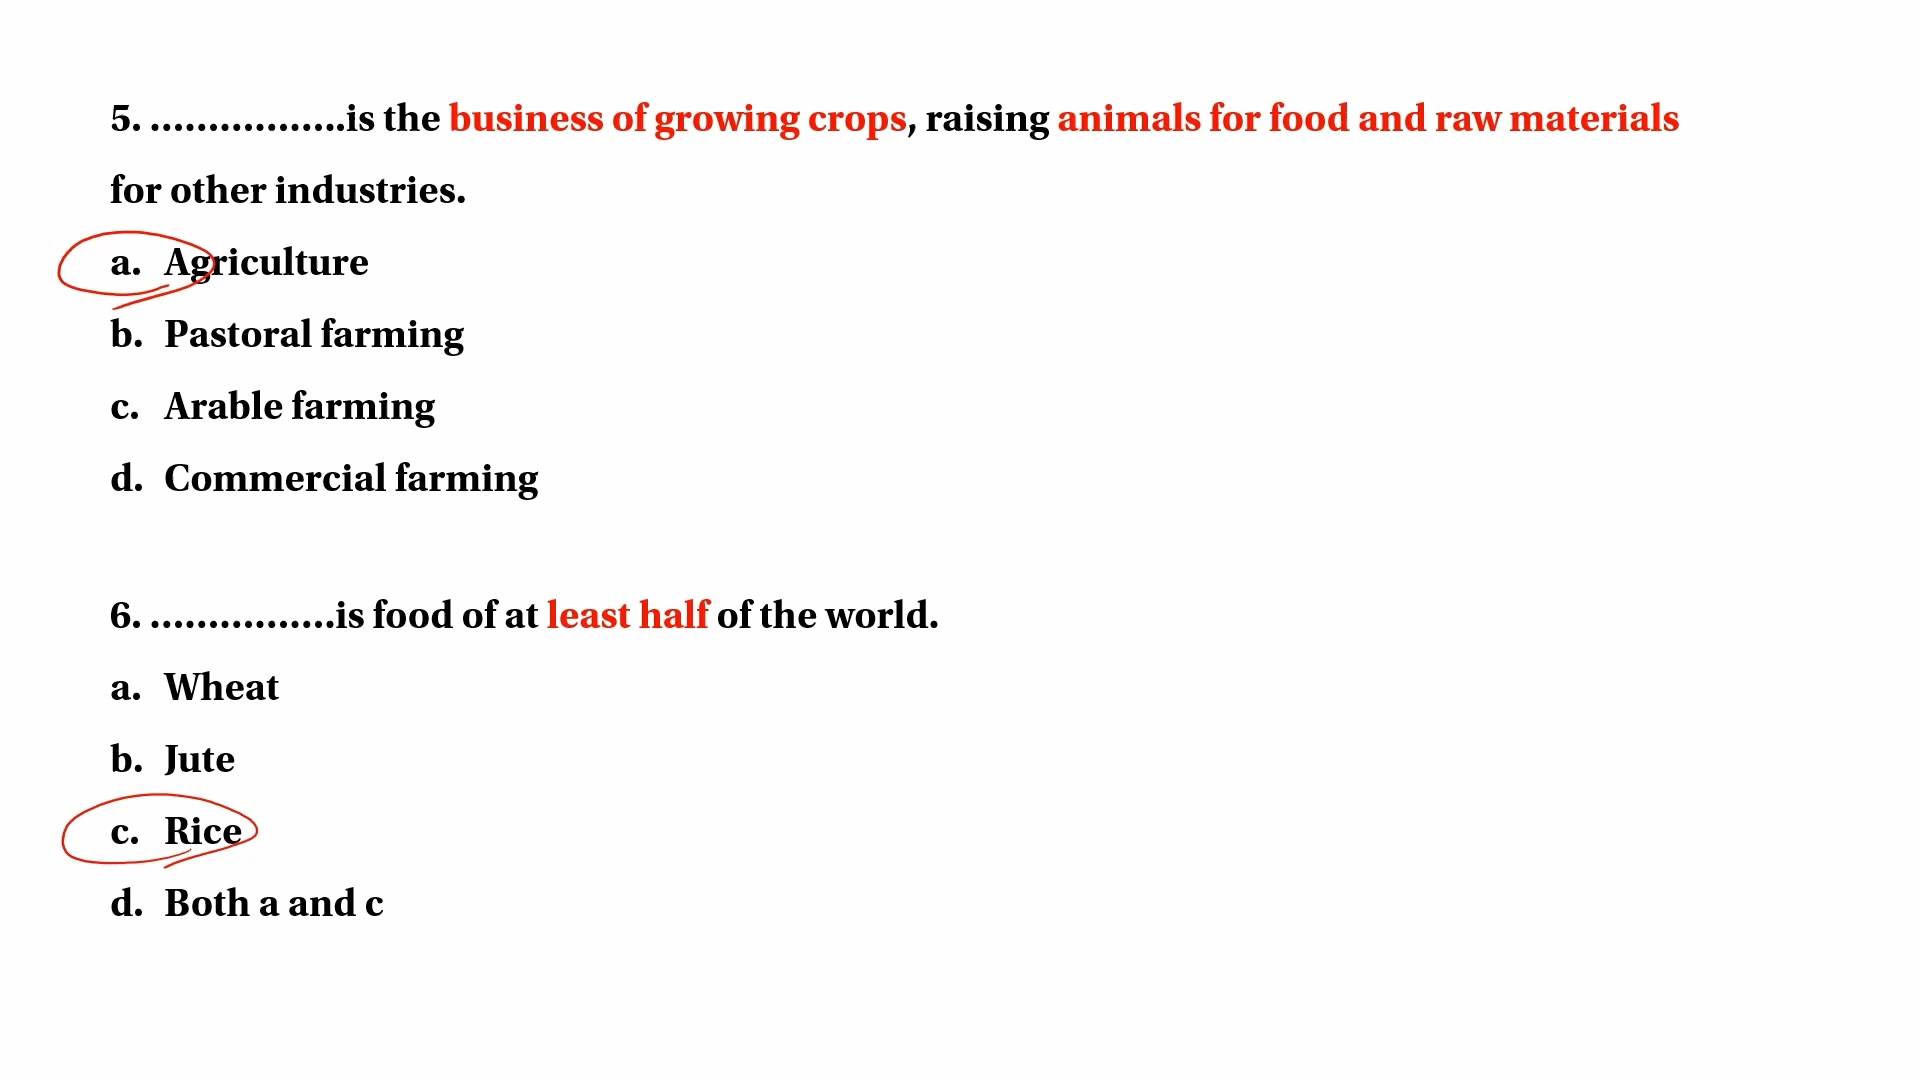 5. .................is the business of growing crops, raising animals for food and raw materials
for other industries.
a. Agriculture
b. Pastoral farming
c. Arable farming
d. Commercial farming
6. ................is food of at least half of the world.
a. Wheat
b. Jute
c. Rice
d. Both a and c